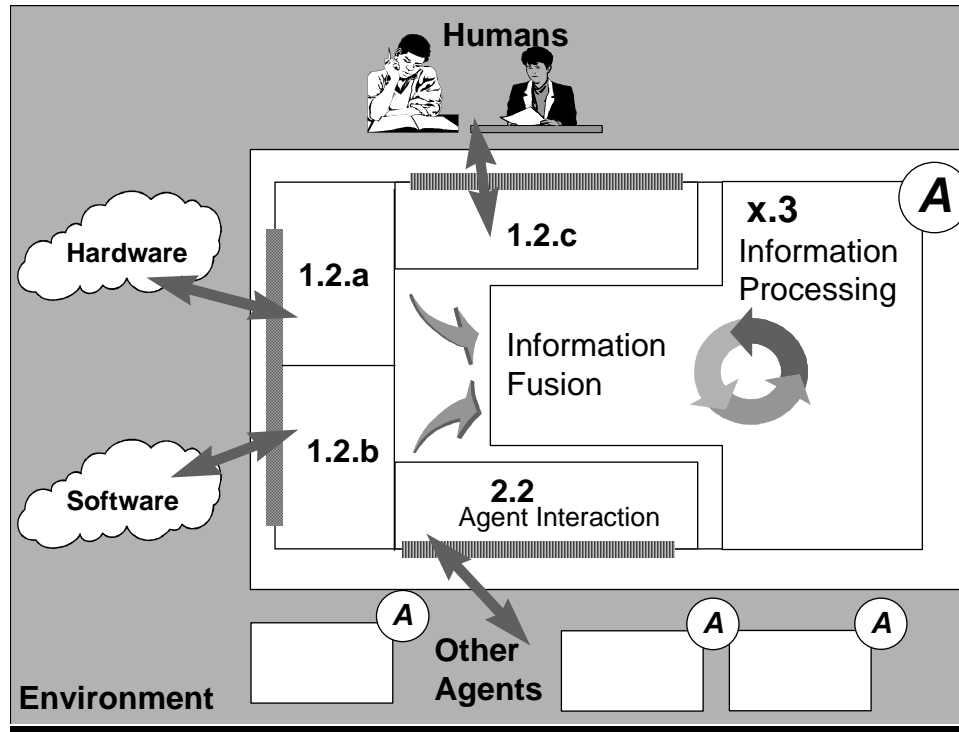 Humans
A
x.3
Information
Processing
Hardware
1.2.c
1.2.a
Information
Fusion
1.2.b
Software
2.2
Agent Interaction
A
A
A
Other
Agents
Environment